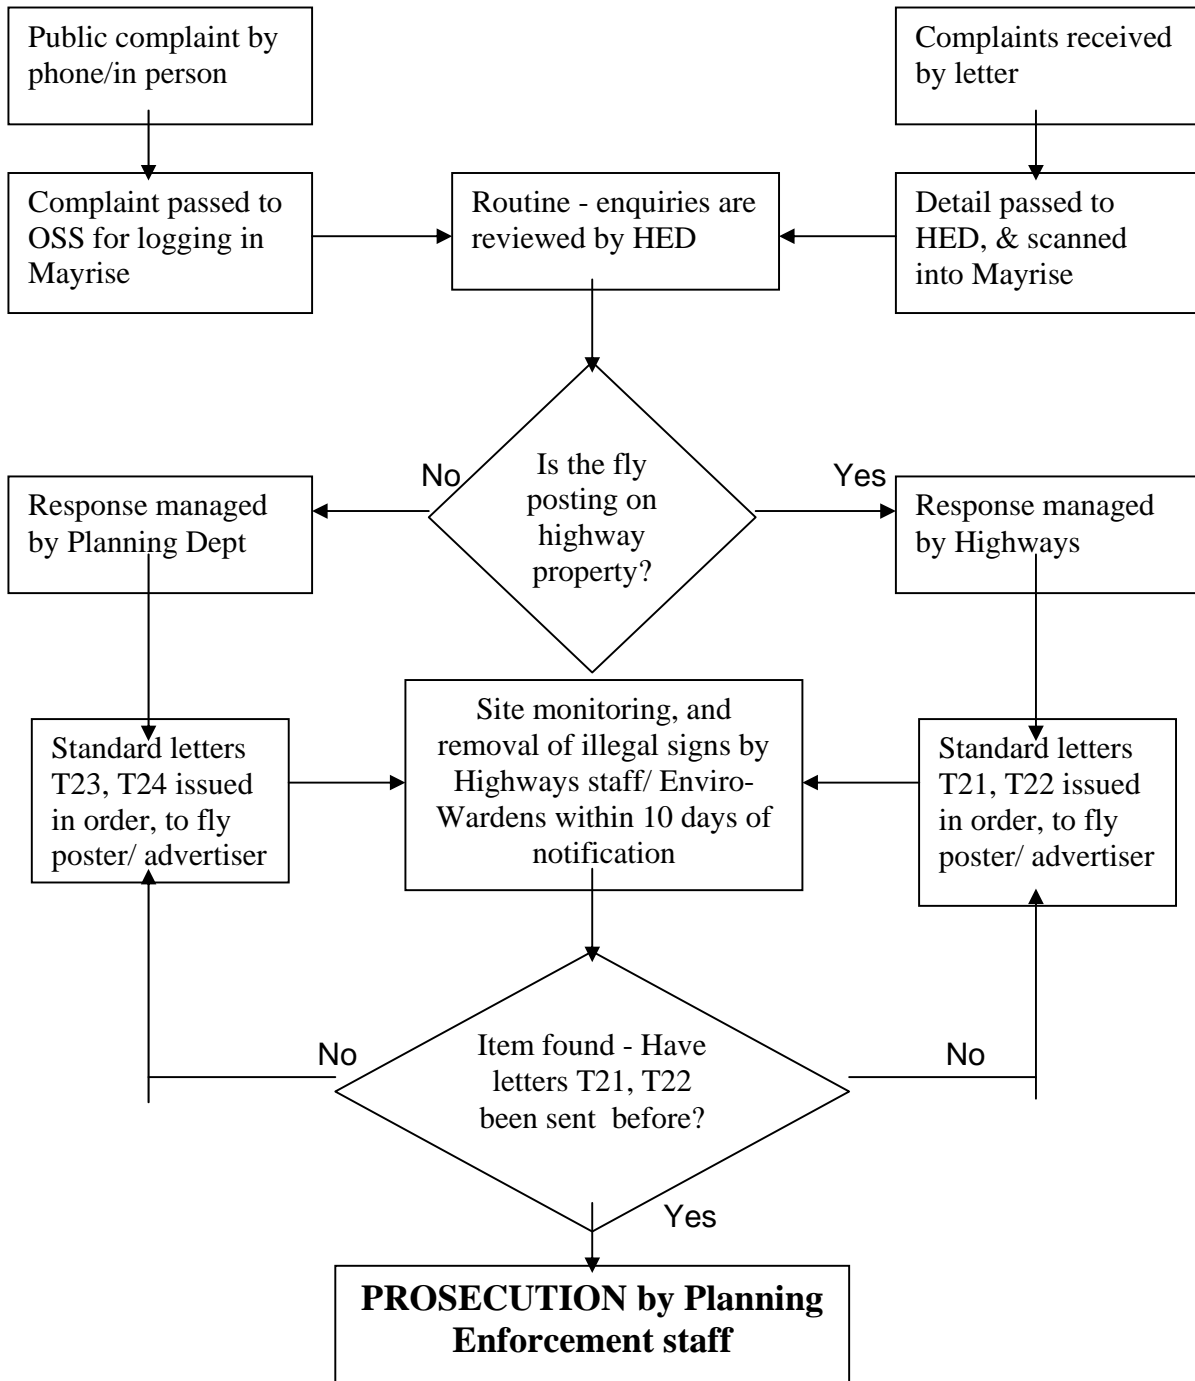 Public complaint by
phone/in person
Complaints received
by letter
Complaint passed to
OSS for logging in
Mayrise
Routine - enquiries are
reviewed by HED
Detail passed to
HED, & scanned
into Mayrise
No
Is the fly
posting on
highway
property?
Yes
Response managed
by Planning Dept
Response managed
by Highways
Standard letters
T23, T24 issued
in order, to fly
poster/ advertiser
Site monitoring, and
removal of illegal signs by
Highways staff/ Enviro-
Wardens within 10 days of
notification
Standard letters
T21, T22 issued
in order, to fly
poster/ advertiser
No
Item found - Have
letters T21, T22
been sent before?
No
Yes
PROSECUTION by Planning
Enforcement staff